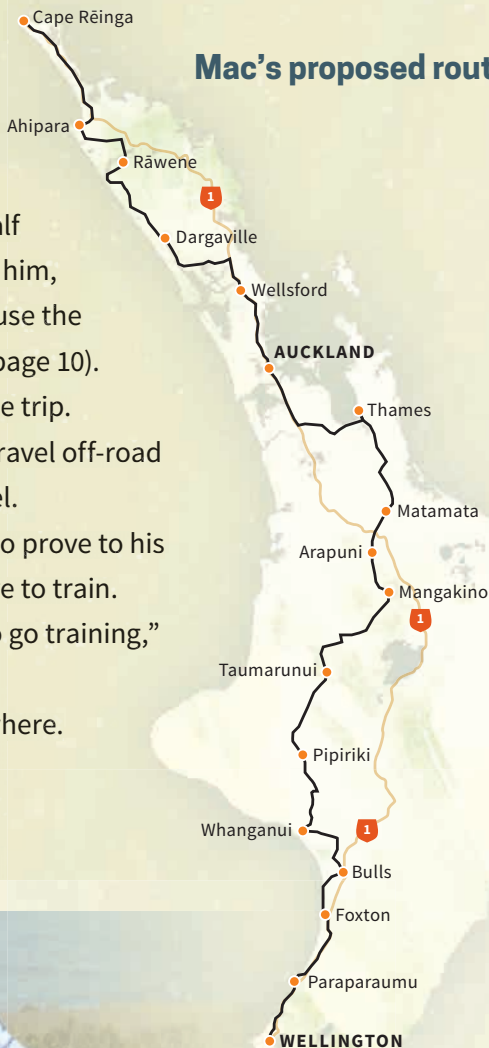 Mac’s proposed rout
Cape Rēinga
Ahipara
Rāwene
1
Dargaville
Wellsford
AUCKLAND
Thames
Matamata
Arapuni
Mangakino
1
Taumarunui
Pipiriki
Whanganui
1
Bulls
Foxton
Paraparaumu
WELLINGTON
alf
him,
use the
page 10).
e trip.
ravel off-road
el.
o prove to his
e to train.
o go training,”
here.